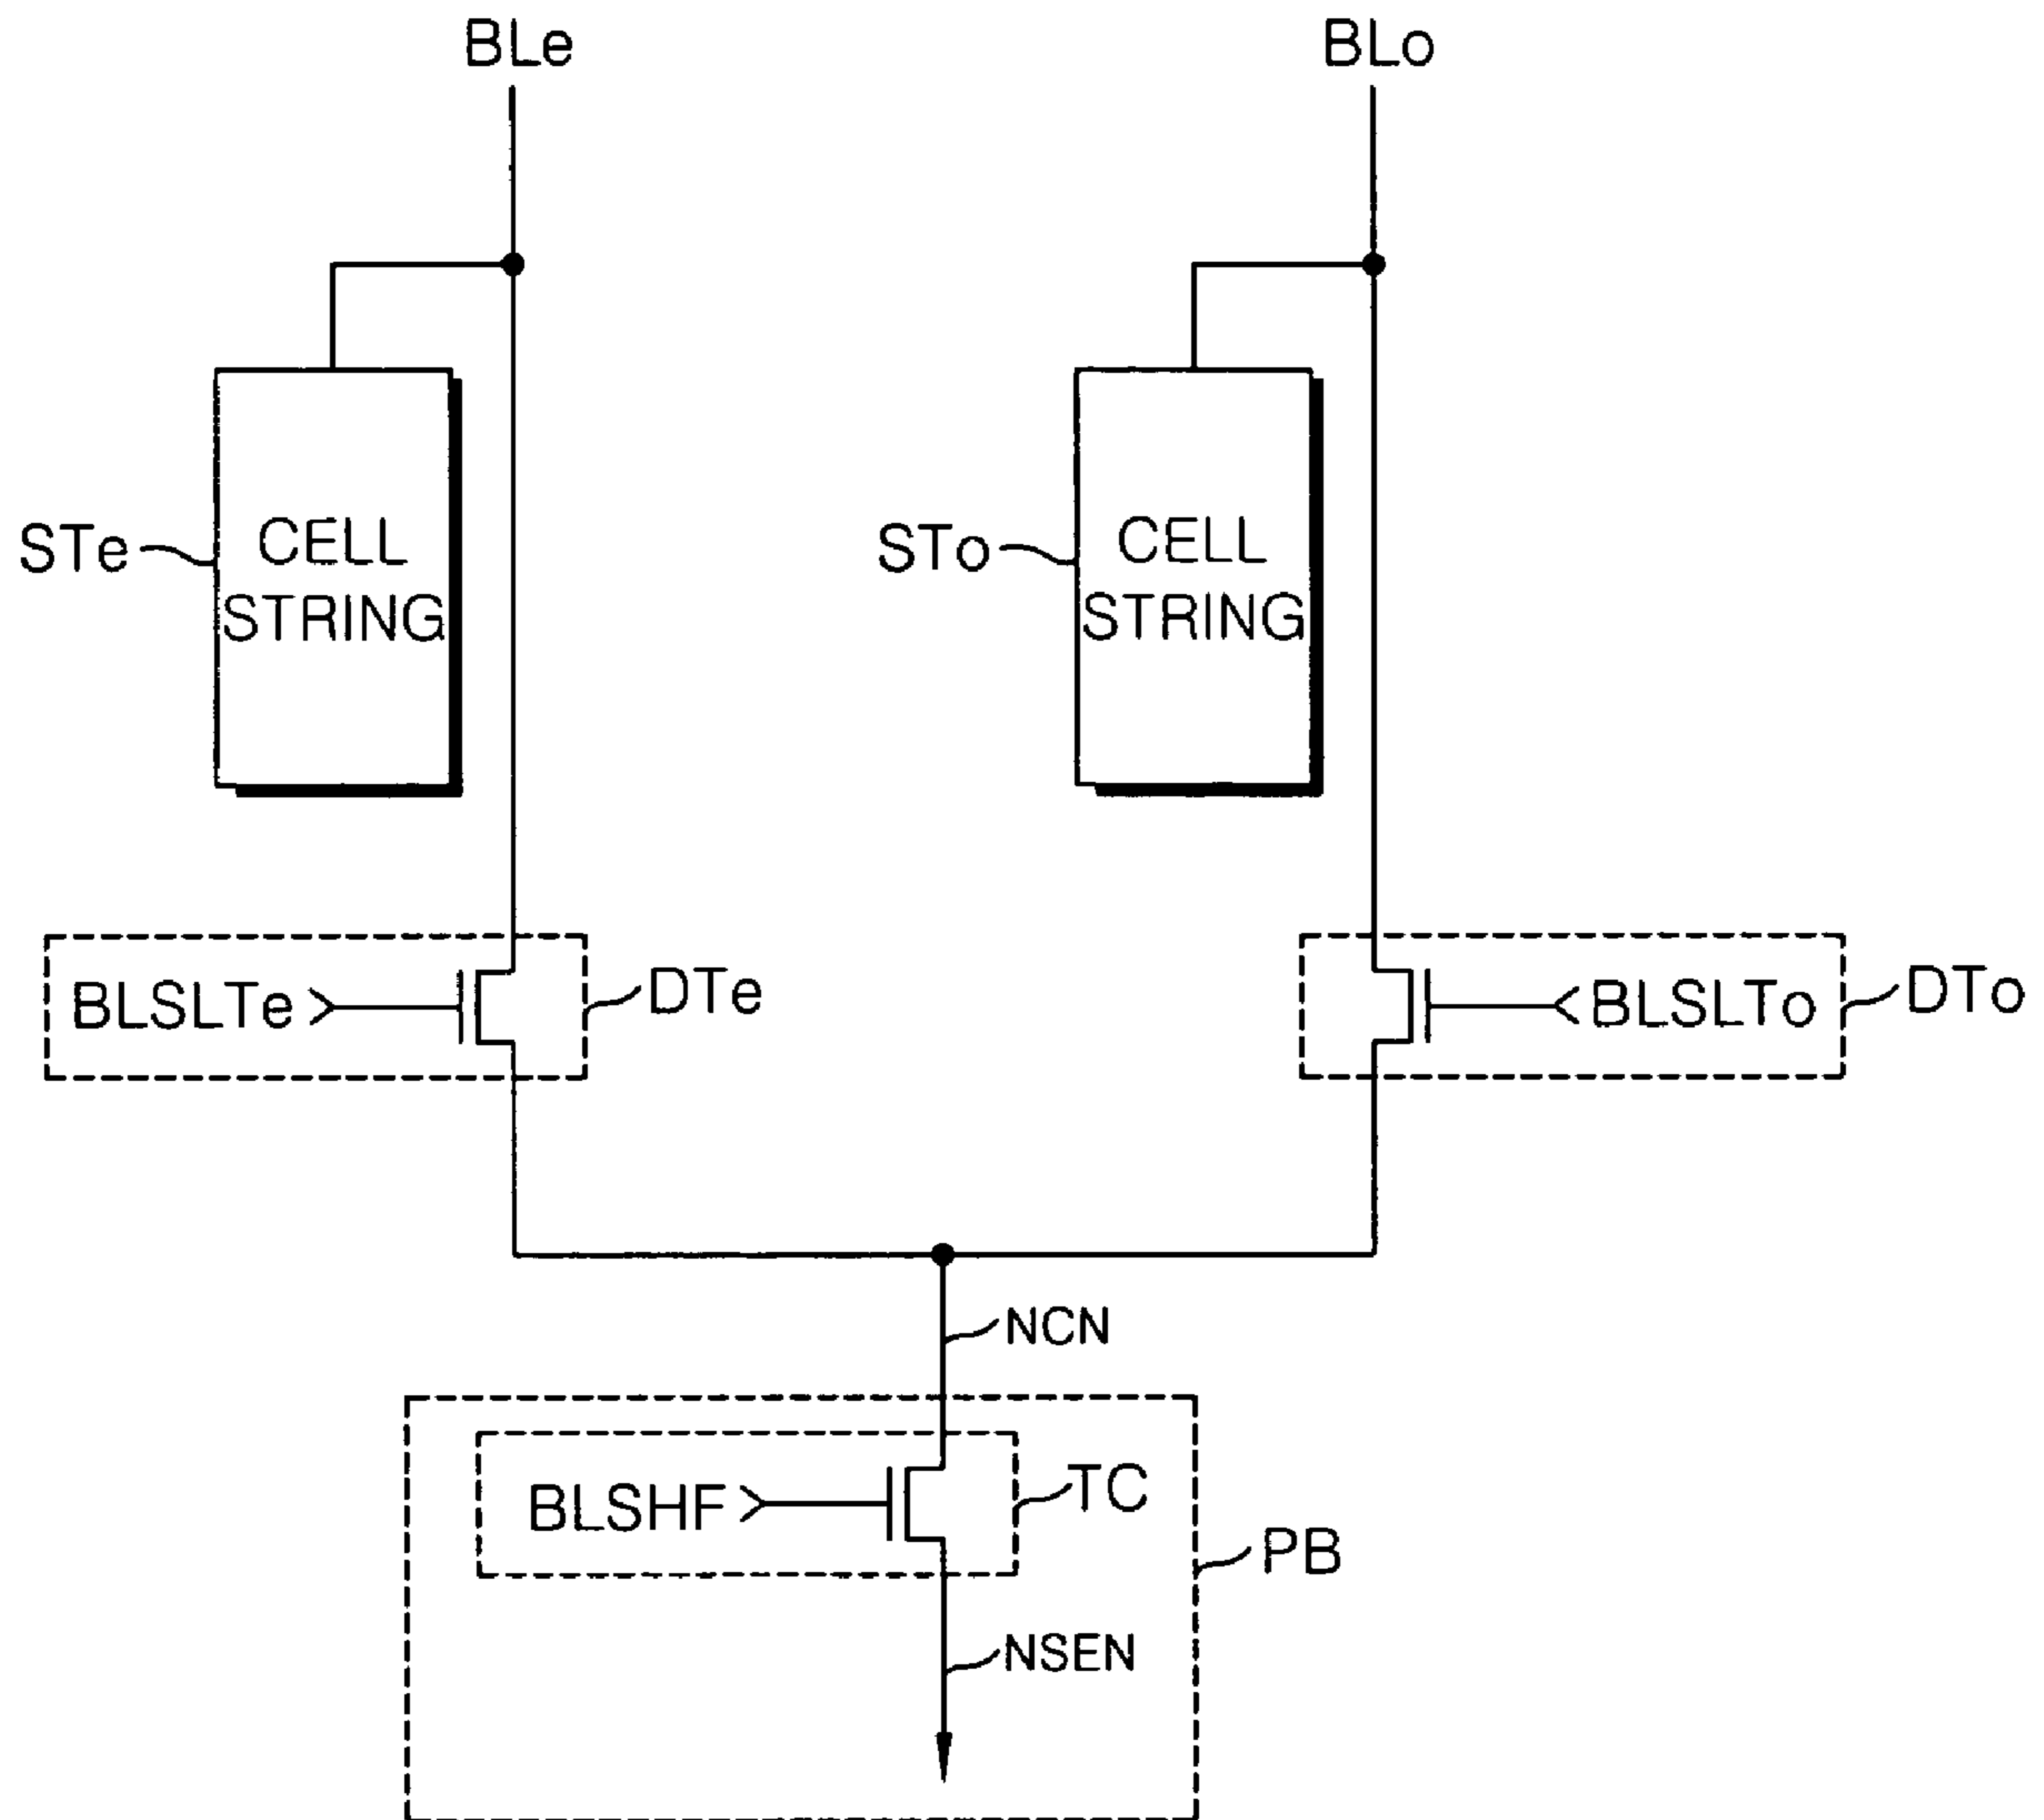 BLe
BLo
STe
CELL
STRING
STo
CELL
STRING
BLSLTe
DTe
BLSLTo
DTo
NCN
BLSHF
TC
PB
NSEN